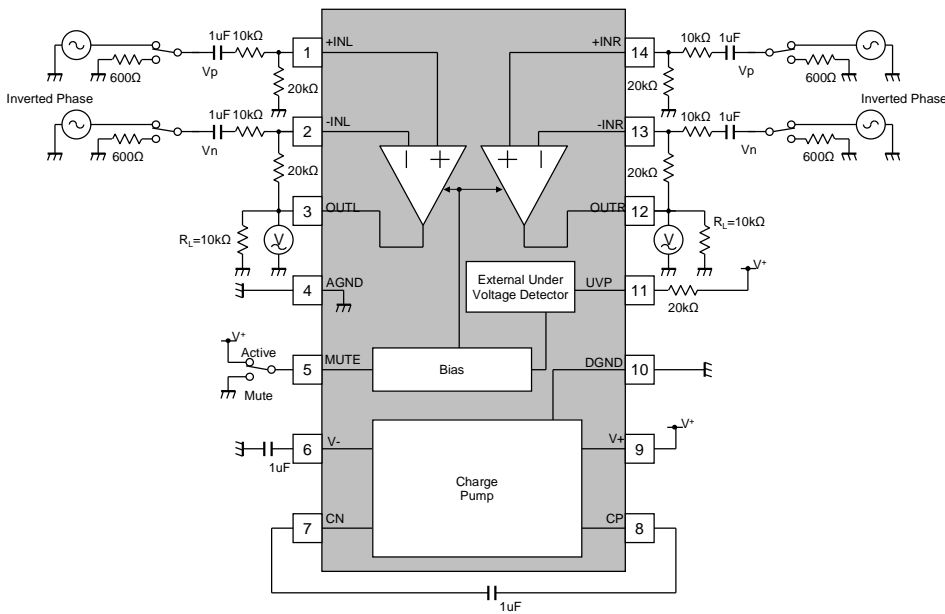 1uF 10kΩ
1 +INL
+INR 14
10kΩ 1uF
600Ω
Vp
20kΩ
20kΩ
Vp
600Ω
Inverted Phase
Inverted Phase
1uF 10kΩ
2 -INL
-INR 13
10kΩ 1uF
600Ω
Vn
20kΩ
20kΩ
Vn
600Ω
3 OUTL
OUTR 12
RL=10kΩ
V
V
RL=10kΩ
4 AGND
External Under
Voltage Detector
UVP 11
V+
20kΩ
V+
Active
5 MUTE
Mute
Bias
DGND 10
6 V-
1uF
V+ 9
V+
Charge
Pump
7 CN
CP 8
1uF